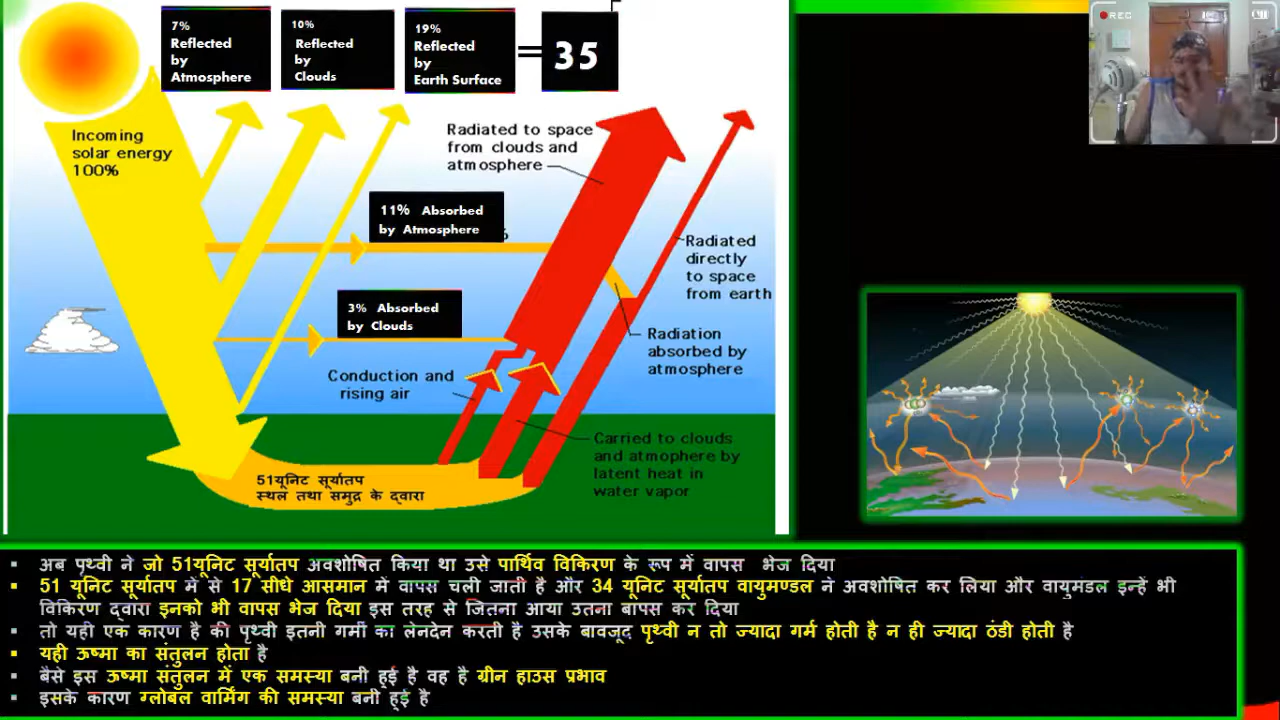 7%
Reflected
by
Atmosphere
10%
Reflected
by
Clouds
19%
Reflected
by
Earth Surface
=
35
REC
Incoming
solar energy
100%
Radiated to space
from clouds and
atmosphere
11% Absorbed
by Atmosphere
%
Radiated
directly
to space
from earth
3% Absorbed
by Clouds
Radiation
absorbed by
atmosphere
Conduction and
rising air
Carried to clouds
and atmophere by
latent heat in
water vapor
51यूनिट सूर्यातप
स्थल तथा समुद्र के द्वारा
अब पृथ्वी ने जो 51यूनिट सूर्यातप अवशोषित किया था उसे पार्थिव विकिरण के रूप में वापस भेज दिया
51 यूनिट सूर्यातप में से 17 सीधे आसमान में वापस चली जाती है और 34 यूनिट सूर्यातप वायुमण्डल ने अवशोषित कर लिया और वायुमंडल इन्हें भी
विकिरण द्वारा इनको भी वापस भेज दिया इस तरह से जितना आया उतना बापस कर दिया
तो यही एक कारण है की पृथ्वी इतनी गर्मी का लेनदेन करती है उसके बावजूद पृथ्वी न तो ज्यादा गर्म होती है न ही ज्यादा ठंडी होती है
यही ऊष्मा का संतुलन होता है
बैसे इस ऊष्मा संतुलन में एक समस्या बनी हुई है वह है ग्रीन हाउस प्रभाव
इसके कारण ग्लोबल वार्मिंग की समस्या बनी हुई है